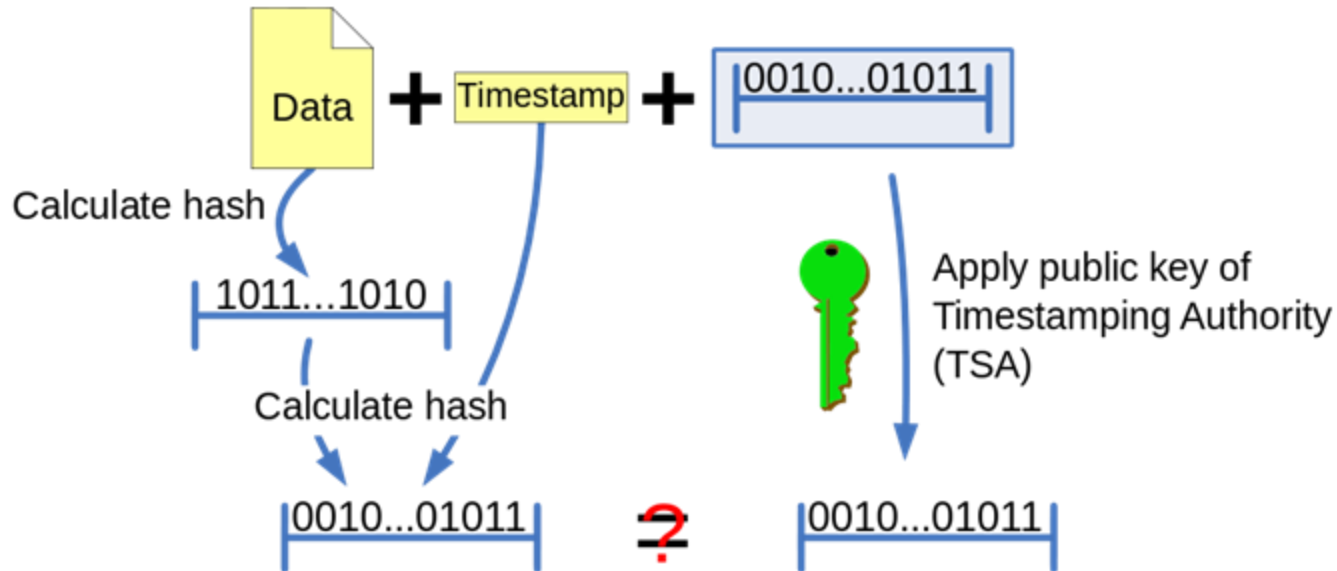 Data
+
Timestamp
+
0010...01011
Calculate hash
1011...1010
Apply public key of
Timestamping Authority
(TSA)
Calculate hash
0010...01011
=
?
0010...01011